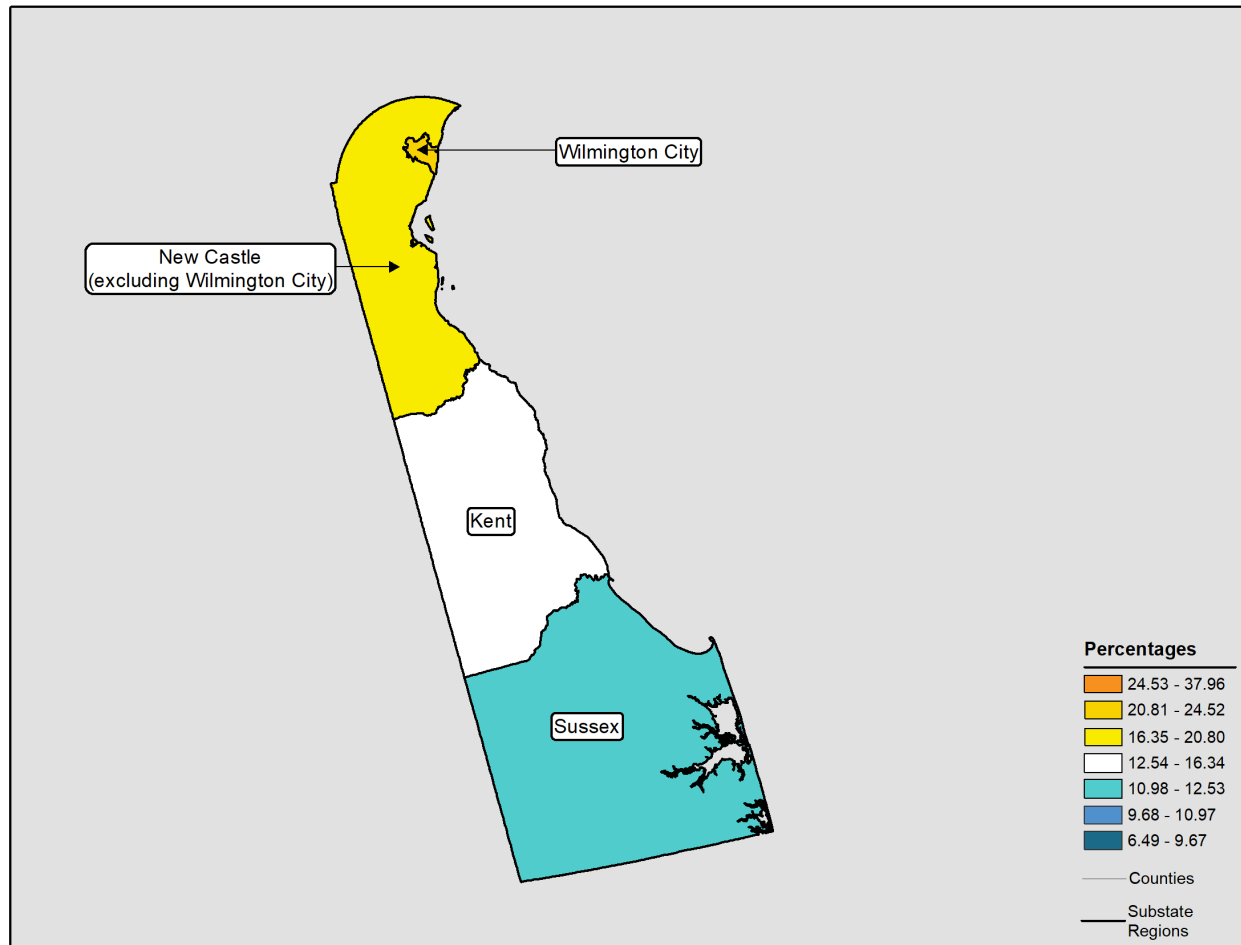 Wilmington City
New Castle
(excluding Wilmington City)
Kent
Sussex
Percentages
24.53 - 37.96
20.81 - 24.52
16.35 - 20.80
12.54 - 16.34
10.98 - 12.53
9.68 - 10.97
6.49 - 9.67
Counties
Substate
Regions